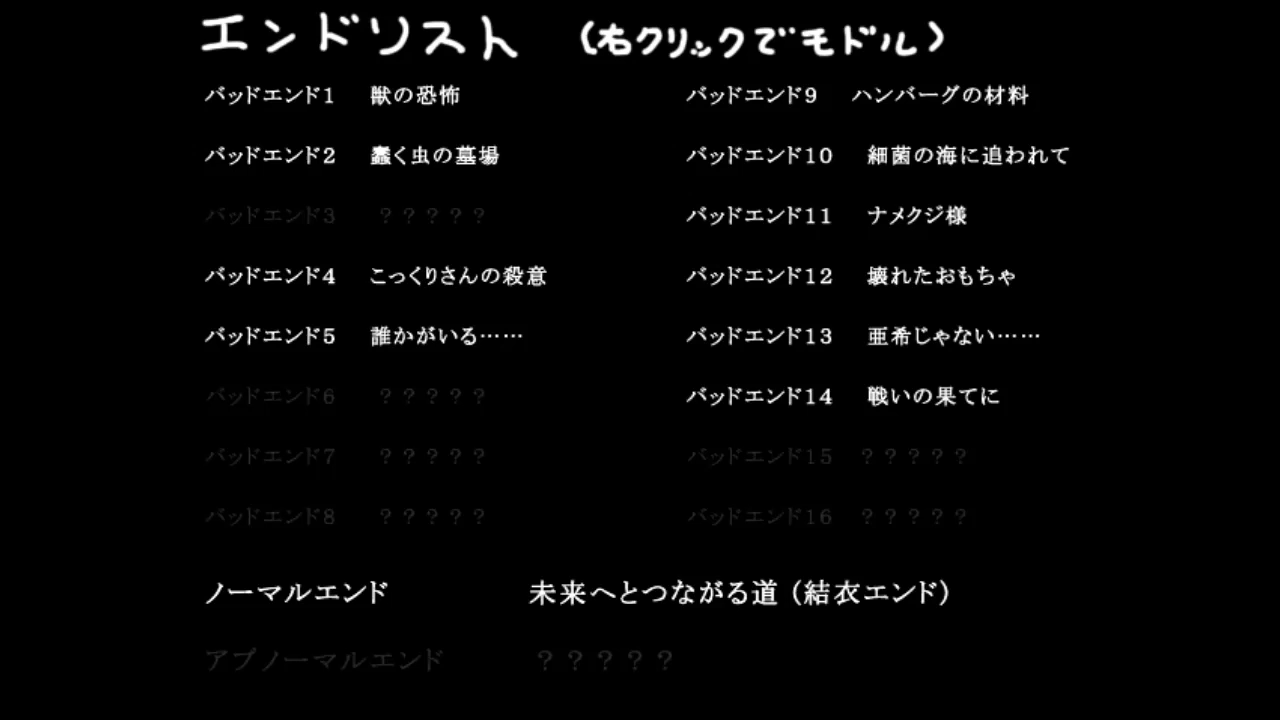 エンドリスト （右クリックでモドル）
バッドエンド1 獣の恐怖
バッドエンド2 蠢く虫の墓場
バッドエンド3 ？？？？？
バッドエンド4 こっくりさんの殺意
バッドエンド5 誰かがいる……
バッドエンド6 ？？？？？
バッドエンド7 ？？？？？
バッドエンド8 ？？？？？
バッドエンド9 ハンバーグの材料
バッドエンド10 細菌の海に追われて
バッドエンド11 ナメクジ様
バッドエンド12 壊れたおもちゃ
バッドエンド13 亜希じゃない……
バッドエンド14 戦いの果てに
バッドエンド15 ？？？？？
バッドエンド16 ？？？？？
ノーマルエンド 未来へとつながる道（結衣エンド）
アブノーマルエンド ？？？？？